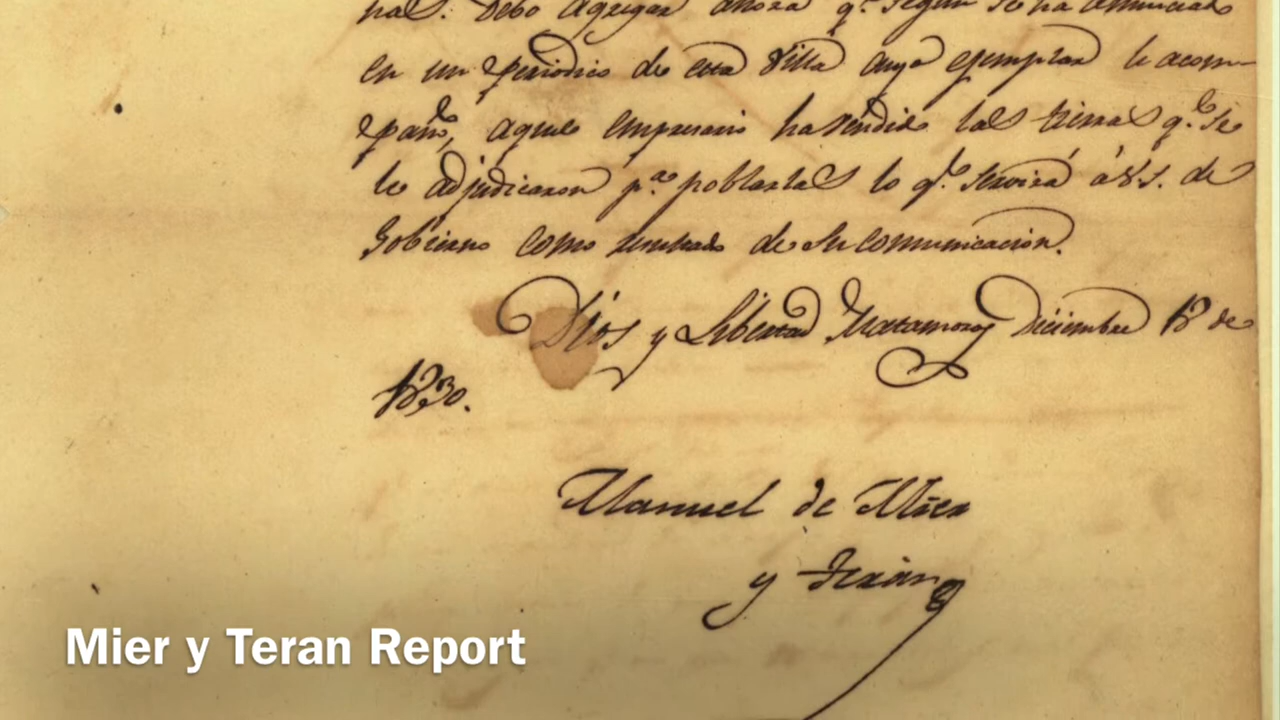 nal. Debo agregar ahora q.e segun se ha anunciado
en un periodico de esta Villa cuyo ejemplar le acom-
paño, aquel empresario ha vendido las tierras q.e se
le adjudicaron p.a poblarlas lo q.e servirá á V.S. de
Gobierno como resultado de su comunicacion.
Dios y Libertad Matamoros Diciembre 18 de
1830.
Manuel de Mier
y Terán
Mier y Teran Report